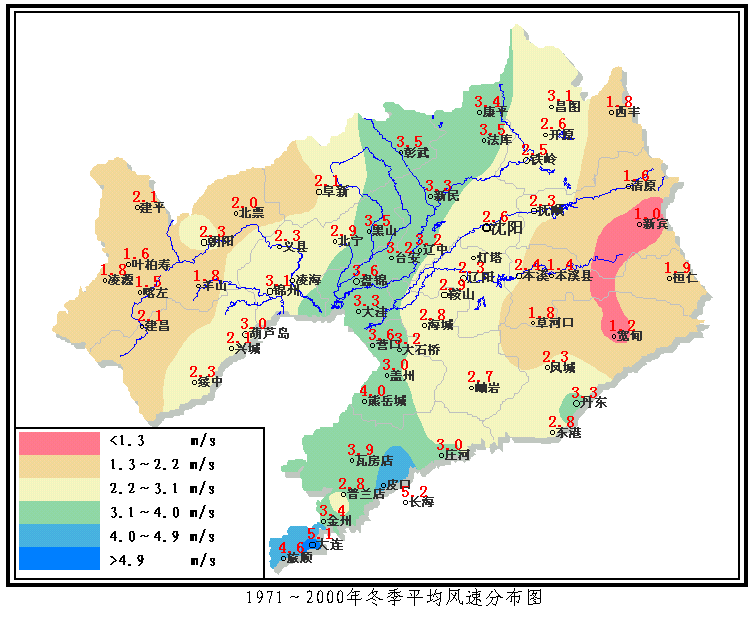 3.1
昌图
1.8
西丰
3.4
康平
2.6
开原
3.5
法库
3.5
彰武
2.5
铁岭
1.6
清原
2.1
阜新
3.3
新民
2.1
建平
2.0
北票
2.3
抚顺
1.0
新宾
2.6
沈阳
3.5
黑山
2.3
朝阳
2.3
义县
2.9
北宁
3.2
辽中
3.2
台安
灯塔
1.6
叶柏寿
1.8
凌源
1.5
喀左
1.8
羊山
3.1
锦州
凌海
3.6
盘锦
2.3
辽阳
2.4
本溪
1.4
本溪县
1.9
桓仁
2.9
鞍山
3.3
大洼
2.8
海城
1.8
草河口
1.2
宽甸
2.1
建昌
3.0
葫芦岛
2.1
兴城
3.6
营口
3.2
大石桥
2.3
凤城
2.3
绥中
3.0
盖州
2.7
岫岩
4.0
熊岳城
3.3
丹东
2.8
东港
3.9
瓦房店
3.0
庄河
2.8
普兰店
皮口
5.2
长海
3.4
金州
5.1
大连
4.6
旅顺
<1.3 m/s
1.3～2.2 m/s
2.2～3.1 m/s
3.1～4.0 m/s
4.0～4.9 m/s
>4.9 m/s
1971～2000年冬季平均风速分布图